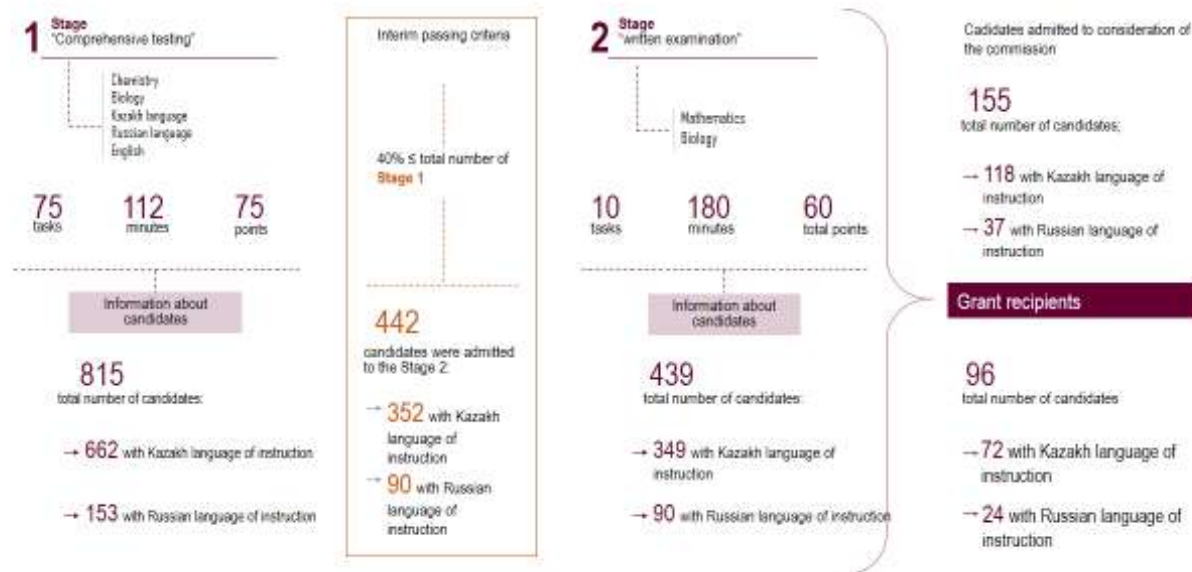 1
Stage
"Comprehensive testing"
Chemistry
Biology
Kazakh language
Russian language
English
75
tasks
112
minutes
75
points
Information about
candidates
815
total number of candidates:
→ 662 with Kazakh language of instruction
→ 153 with Russian language of instruction
Interim passing criteria
40% ≤ total number of
Stage 1
442
candidates were admitted
to the Stage 2:
→ 352 with Kazakh
language of
instruction
→ 90 with Russian
language of
instruction
2
Stage
"written examination"
Mathematics
Biology
10
tasks
180
minutes
60
total points
Information about
candidates
439
total number of candidates:
→ 349 with Kazakh language of
instruction
→ 90 with Russian language of instruction
Cadidates admitted to consideration of
the commission
155
total number of candidates:
→ 118 with Kazakh language of
instruction
→ 37 with Russian language of
instruction
Grant recipients
96
total number of candidates
→ 72 with Kazakh language of
instruction
→ 24 with Russian language of
instruction